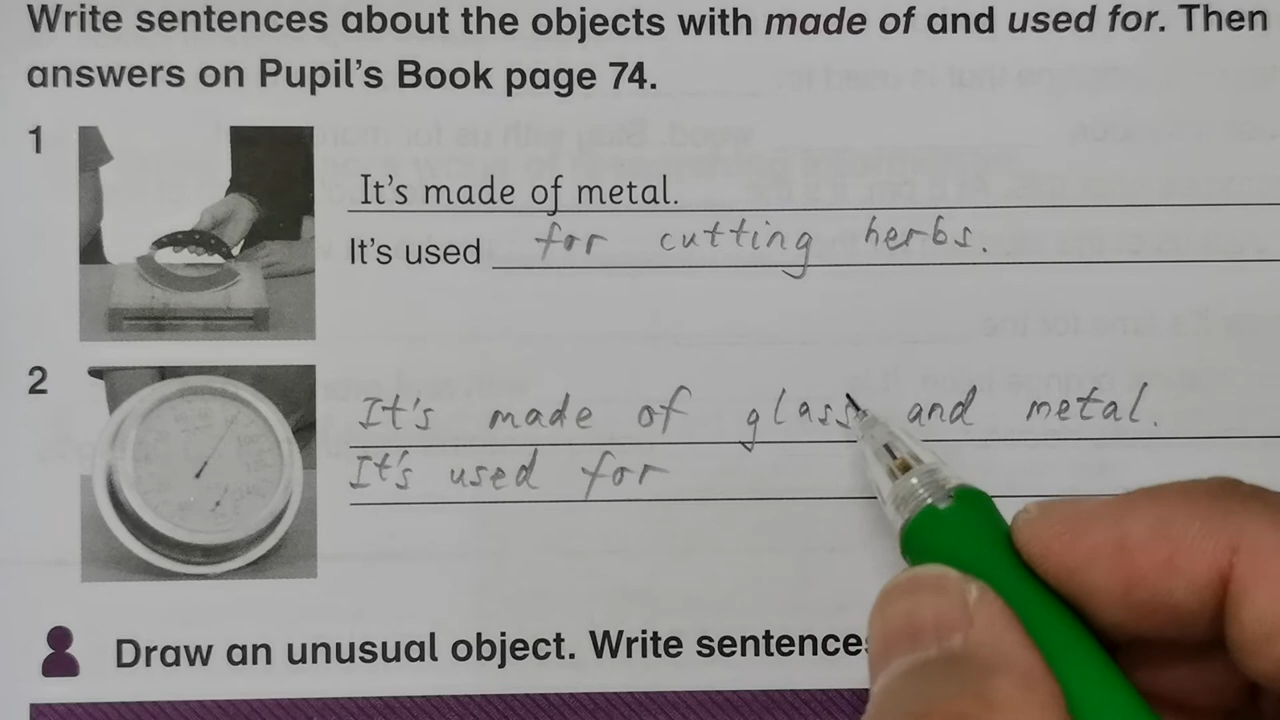 Write sentences about the objects with made of and used for. Then
answers on Pupil's Book page 74.
1
It's made of metal.
It's used for cutting herbs.
2
It's made of glass and metal.
It's used for
Draw an unusual object. Write sentences